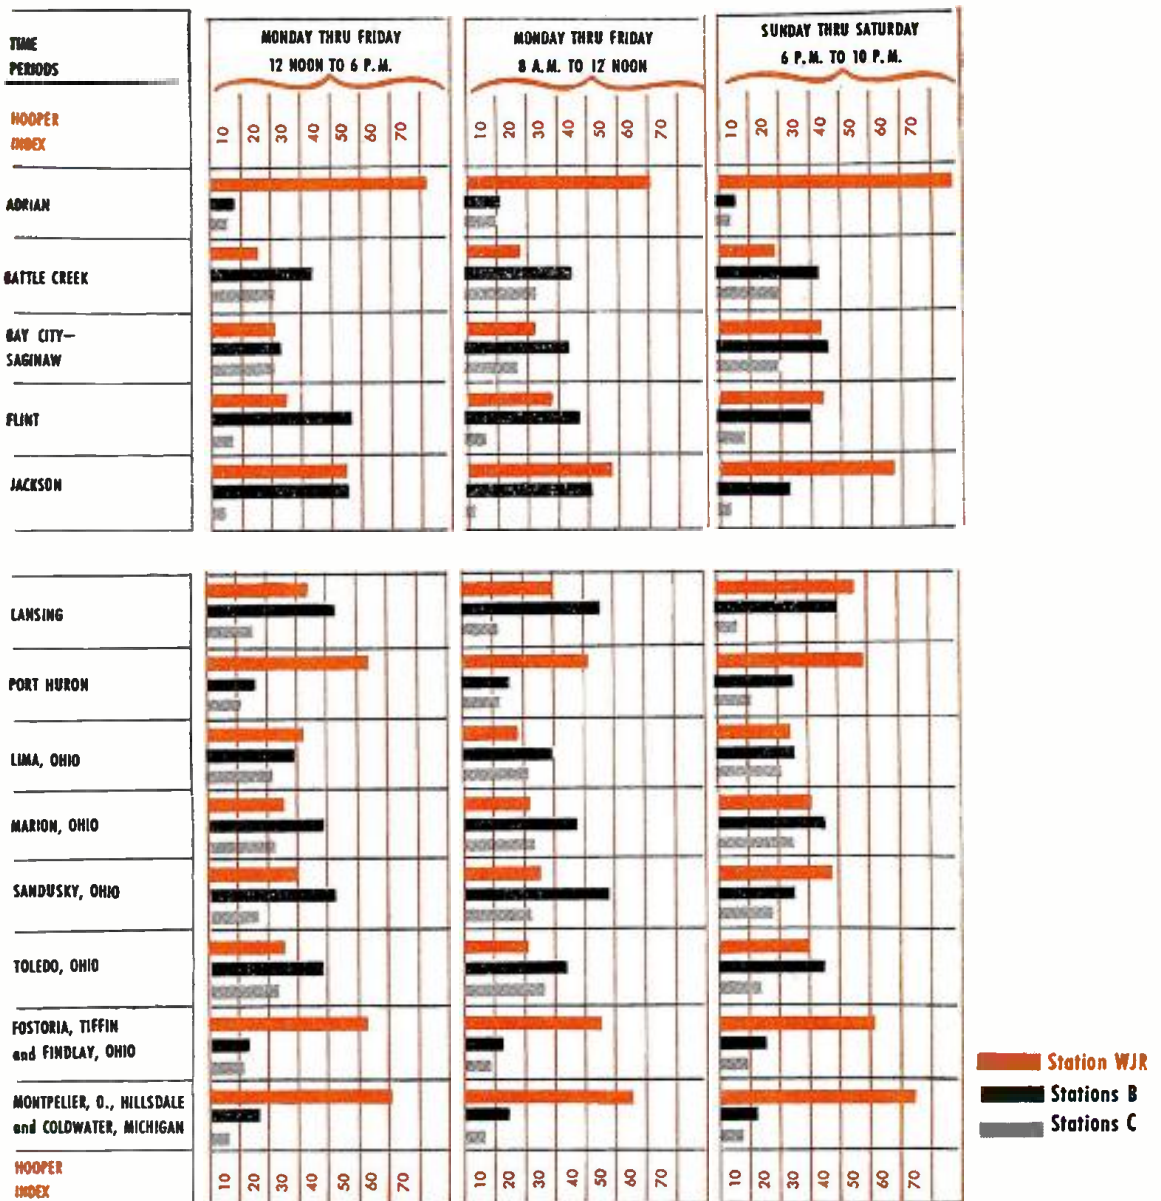 TIME
PERIODS
MONDAY THRU FRIDAY
12 NOON TO 6 P.M.
MONDAY THRU FRIDAY
8 A.M. TO 12 NOON
SUNDAY THRU SATURDAY
6 P.M. TO 10 P.M.
HOOPER
INDEX
10 20 30 40 50 60 70
10 20 30 40 50 60 70
10 20 30 40 50 60 70
ADRIAN
BATTLE CREEK
BAY CITY—
SAGINAW
FLINT
JACKSON
LANSING
PORT HURON
LIMA, OHIO
MARION, OHIO
SANDUSKY, OHIO
TOLEDO, OHIO
FOSTORIA, TIFFIN
and FINDLAY, OHIO
MONTPELIER, O., HILLSDALE
and COLDWATER, MICHIGAN
HOOPER
INDEX
10 20 30 40 50 60 70
10 20 30 40 50 60 70
10 20 30 40 50 60 70
Station WJR
Stations B
Stations C